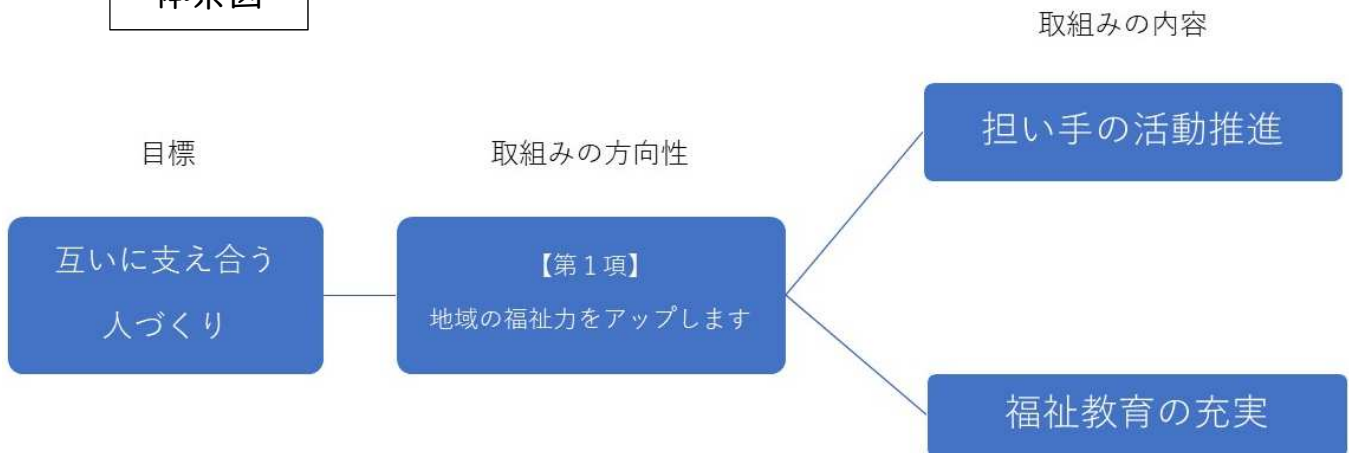 体系図
取組みの内容
担い手の活動推進
目標
取組みの方向性
互いに支え合う
人づくり
【第１項】
地域の福祉力をアップします
福祉教育の充実